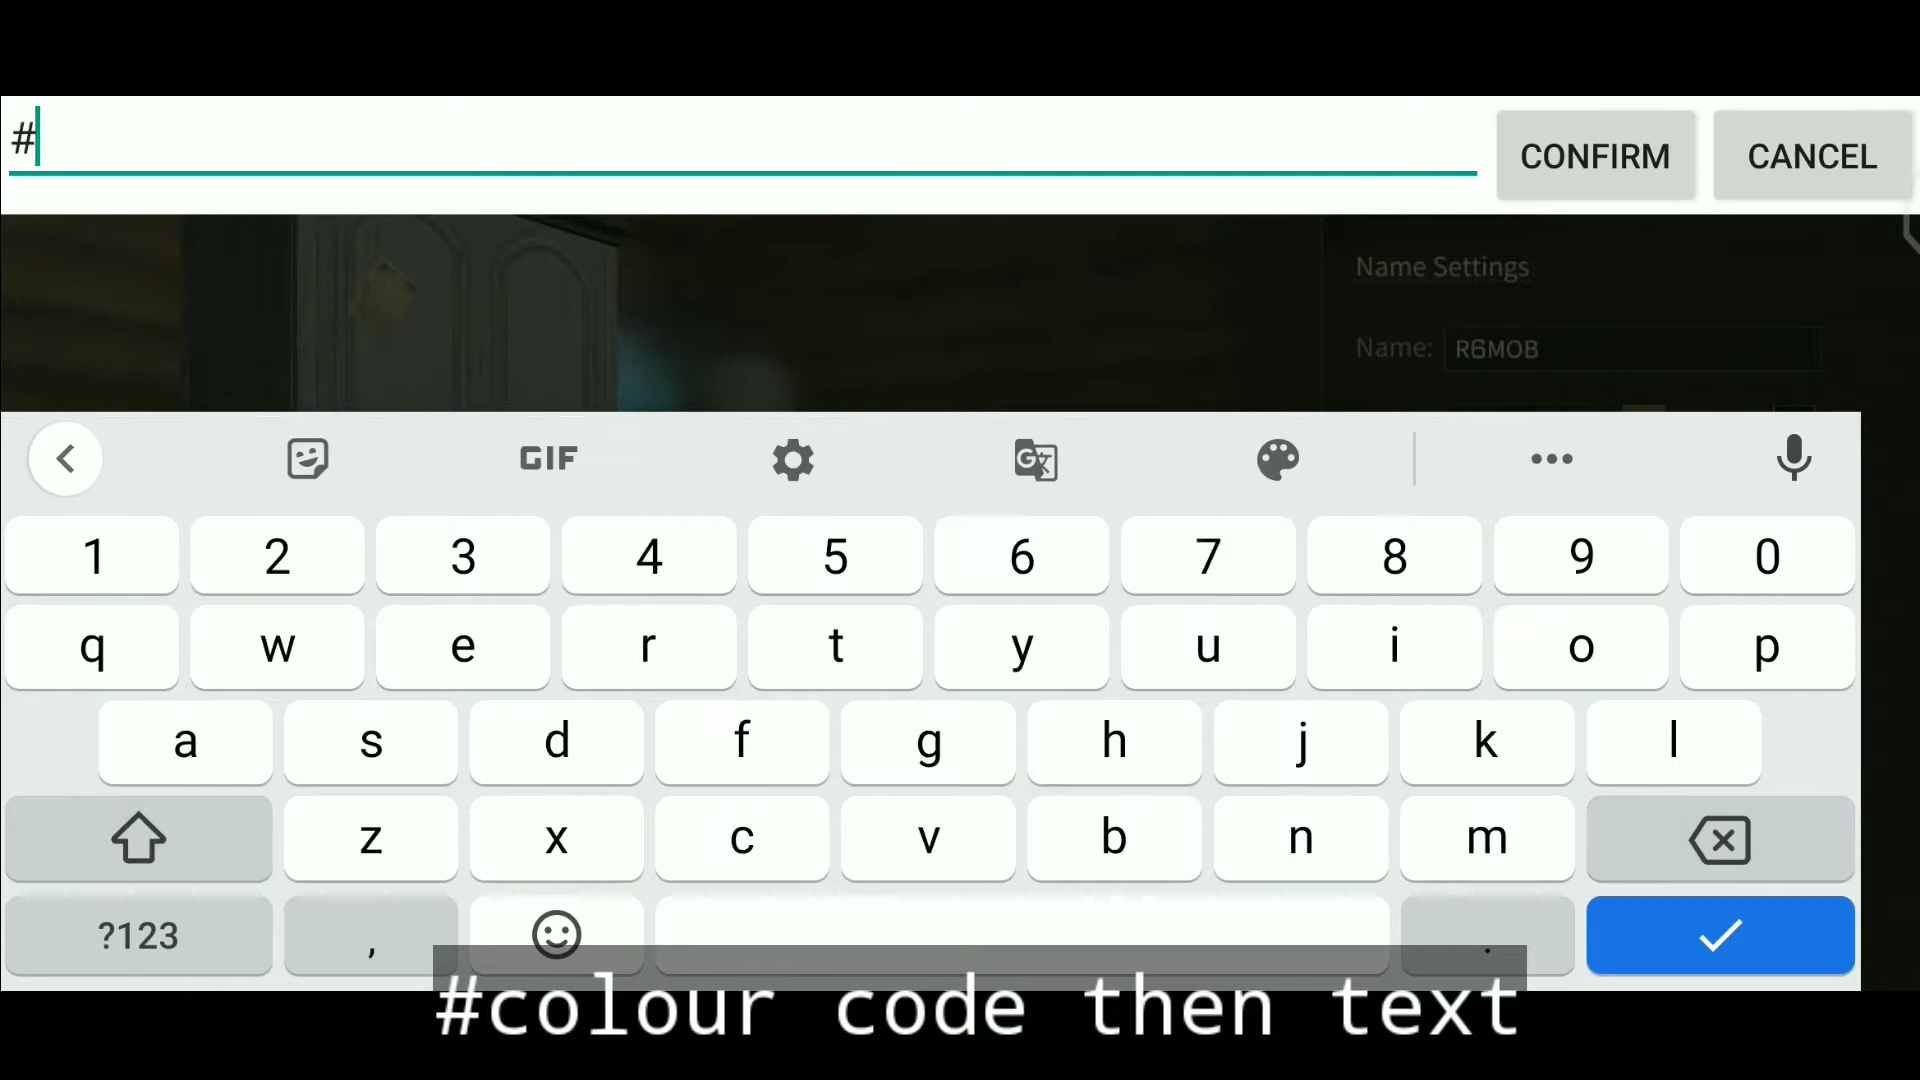 #
CONFIRM
CANCEL
Name Settings
Name: R6MOB
GIF
G
1 2 3 4 5 6 7 8 9 0
q w e r t y u i o p
a s d f g h j k l
z x c v b n m
?123 , .
#colour code then text